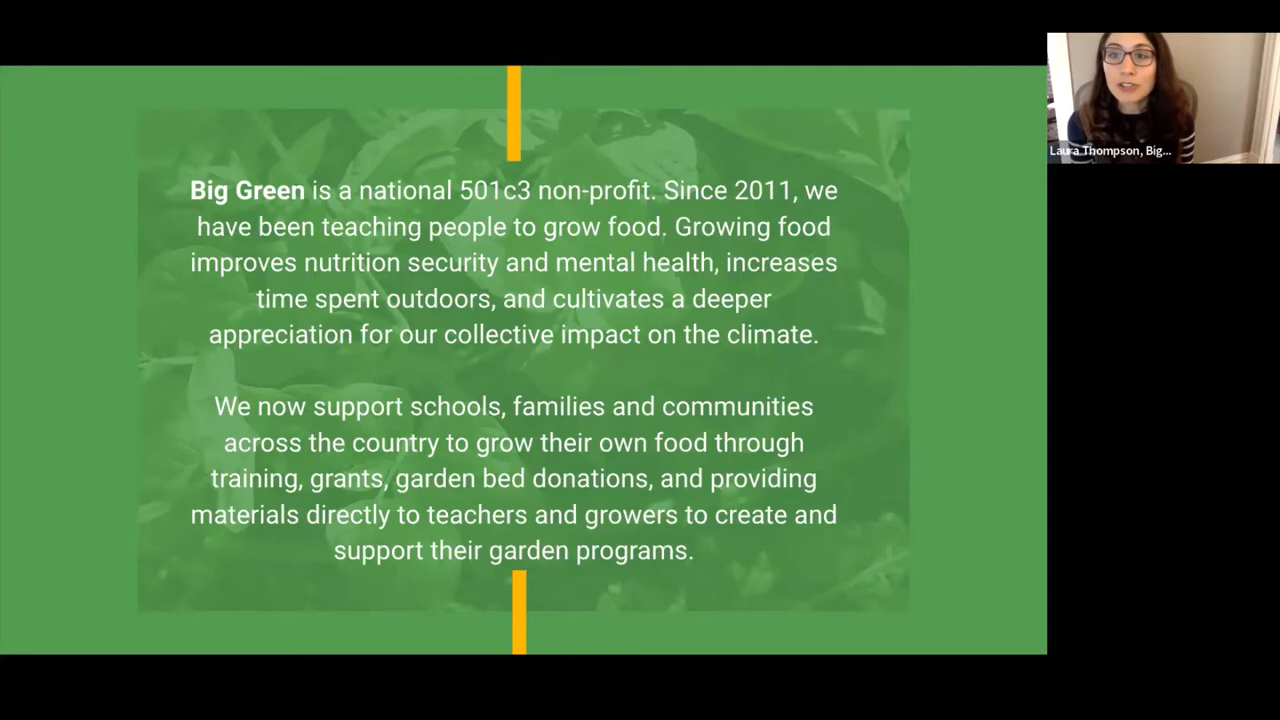 Big Green is a national 501c3 non-profit. Since 2011, we
have been teaching people to grow food. Growing food
improves nutrition security and mental health, increases
time spent outdoors, and cultivates a deeper
appreciation for our collective impact on the climate.
We now support schools, families and communities
across the country to grow their own food through
training, grants, garden bed donations, and providing
materials directly to teachers and growers to create and
support their garden programs.
Laura Thompson, Big...